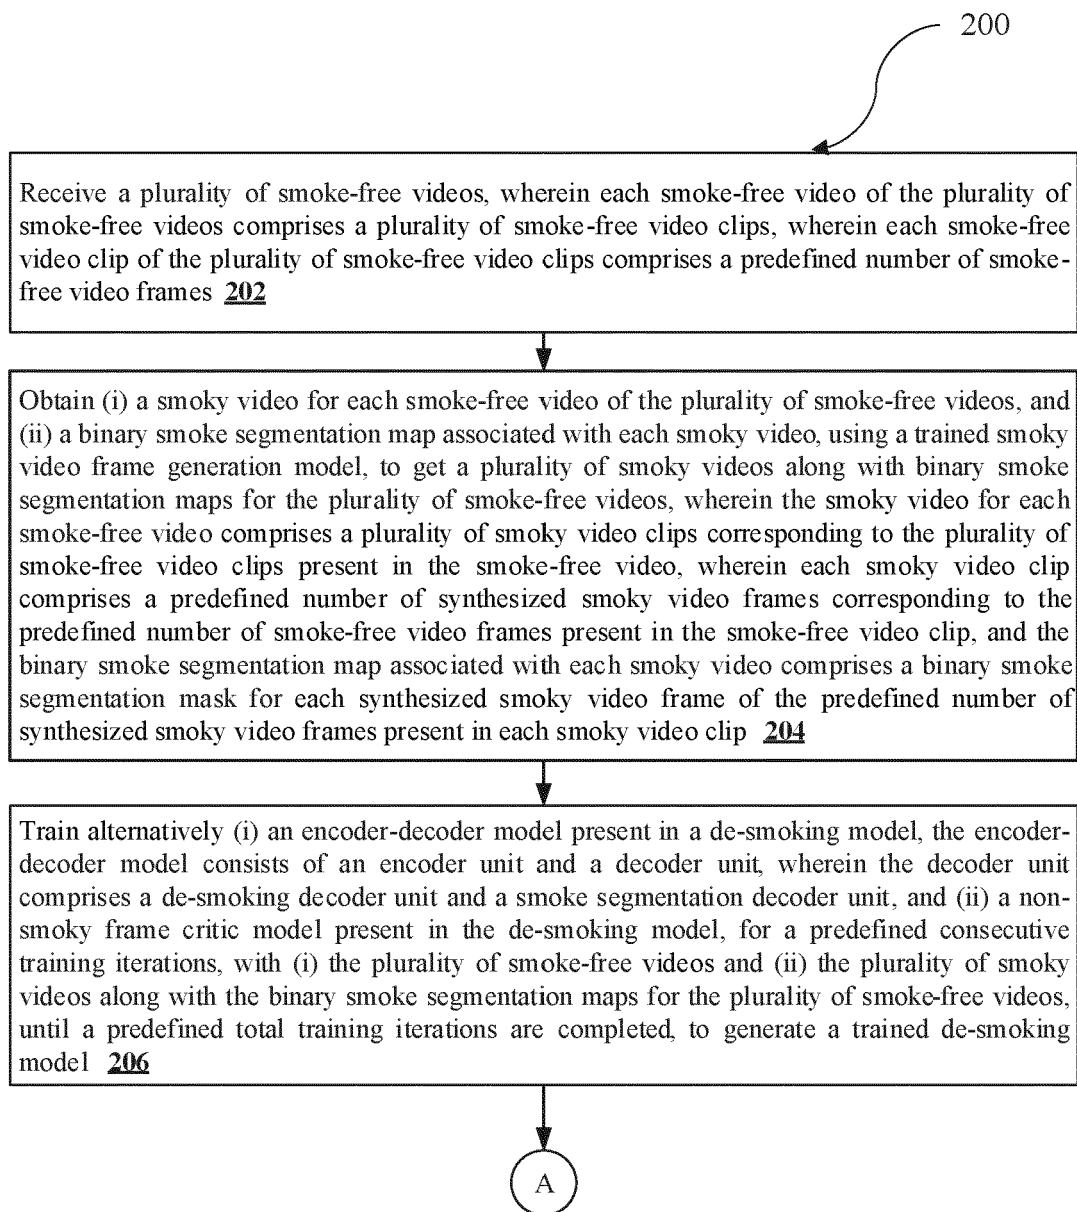 200
Receive a plurality of smoke-free videos, wherein each smoke-free video of the plurality of
smoke-free videos comprises a plurality of smoke-free video clips, wherein each smoke-free
video clip of the plurality of smoke-free video clips comprises a predefined number of smoke-
free video frames 202
Obtain (i) a smoky video for each smoke-free video of the plurality of smoke-free videos, and
(ii) a binary smoke segmentation map associated with each smoky video, using a trained smoky
video frame generation model, to get a plurality of smoky videos along with binary smoke
segmentation maps for the plurality of smoke-free videos, wherein the smoky video for each
smoke-free video comprises a plurality of smoky video clips corresponding to the plurality of
smoke-free video clips present in the smoke-free video, wherein each smoky video clip
comprises a predefined number of synthesized smoky video frames corresponding to the
predefined number of smoke-free video frames present in the smoke-free video clip, and the
binary smoke segmentation map associated with each smoky video comprises a binary smoke
segmentation mask for each synthesized smoky video frame of the predefined number of
synthesized smoky video frames present in each smoky video clip 204
Train alternatively (i) an encoder-decoder model present in a de-smoking model, the encoder-
decoder model consists of an encoder unit and a decoder unit, wherein the decoder unit
comprises a de-smoking decoder unit and a smoke segmentation decoder unit, and (ii) a non-
smoky frame critic model present in the de-smoking model, for a predefined consecutive
training iterations, with (i) the plurality of smoke-free videos and (ii) the plurality of smoky
videos along with the binary smoke segmentation maps for the plurality of smoke-free videos,
until a predefined total training iterations are completed, to generate a trained de-smoking
model 206
A